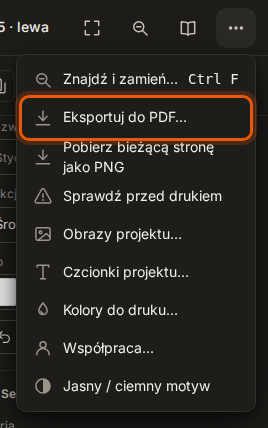 5 · lewa
Znajdź i zamień... Ctrl F
Eksportuj do PDF...
Pobierz bieżącą stronę
jako PNG
Sprawdź przed drukiem
Obrazy projektu...
Czcionki projektu...
Kolory do druku...
Współpraca...
Jasny / ciemny motyw